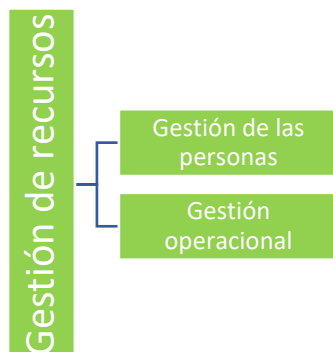 Gestión de recursos
Gestión de las
personas
Gestión
operacional